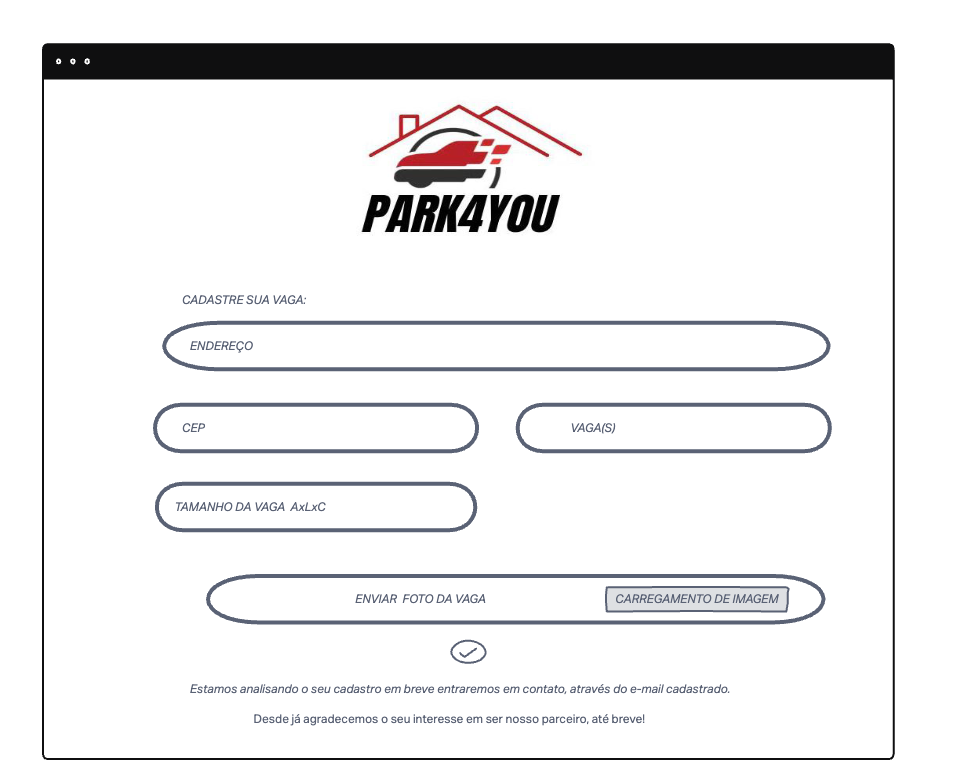 PARK4YOU
CADASTRE SUA VAGA:
ENDEREÇO
CEP
VAGA(S)
TAMANHO DA VAGA AxLxC
ENVIAR FOTO DA VAGA
CARREGAMENTO DE IMAGEM
Estamos analisando o seu cadastro em breve entraremos em contato, através do e-mail cadastrado.
Desde já agradecemos o seu interesse em ser nosso parceiro, até breve!